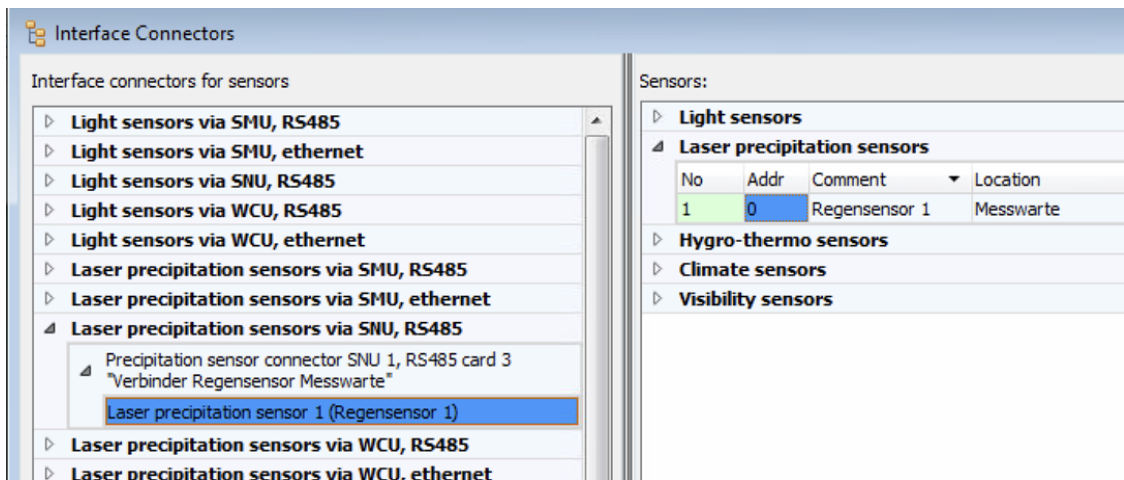 Interface Connectors
Interface connectors for sensors
Light sensors via SMU, RS485
Light sensors via SMU, ethernet
Light sensors via SNU, RS485
Light sensors via WCU, RS485
Light sensors via WCU, ethernet
Laser precipitation sensors via SMU, RS485
Laser precipitation sensors via SMU, ethernet
Laser precipitation sensors via SNU, RS485
Precipitation sensor connector SNU 1, RS485 card 3
"Verbinder Regensensor Messwarte"
Laser precipitation sensor 1 (Regensensor 1)
Laser precipitation sensors via WCU, RS485
Laser precipitation sensors via WCU, ethernet
Sensors:
Light sensors
Laser precipitation sensors
No Addr Comment Location
1 0 Regensensor 1 Messwarte
Hygro-thermo sensors
Climate sensors
Visibility sensors